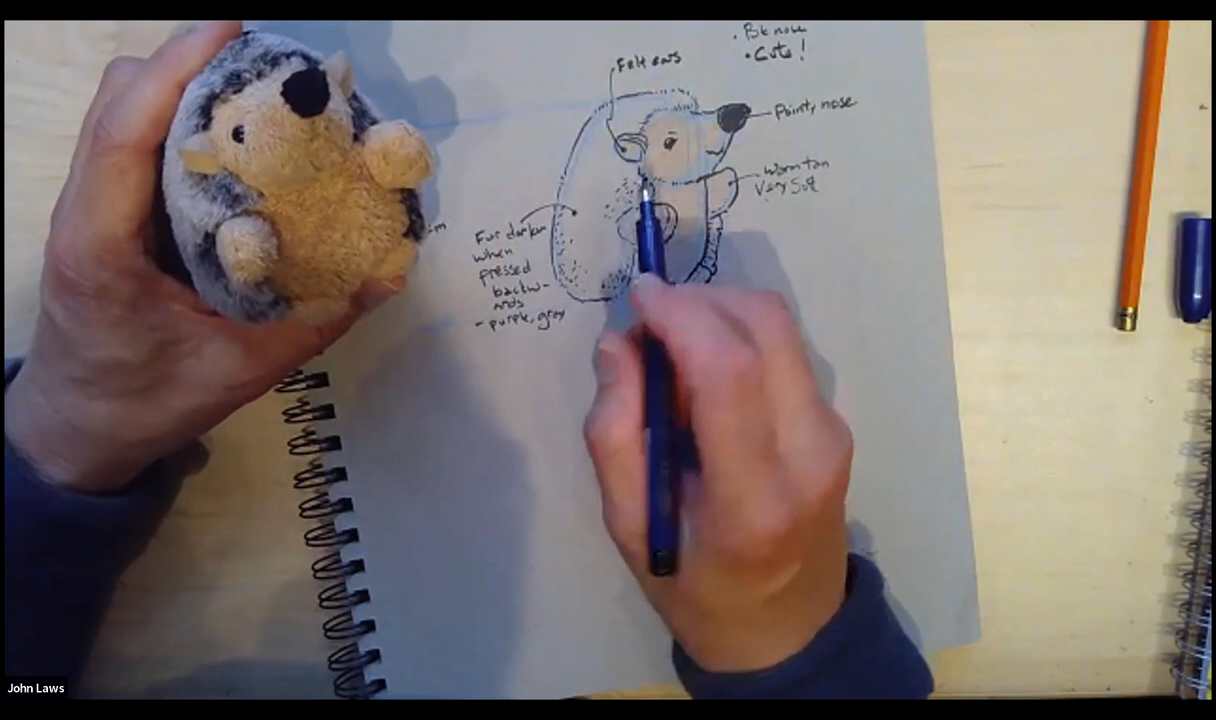 • Bk nose
• Cute!
Felt ears
Pointy nose
Warm tan
Very Soft
m
Fur darker
when
pressed
backw-
ards
- purple, gray
John Laws